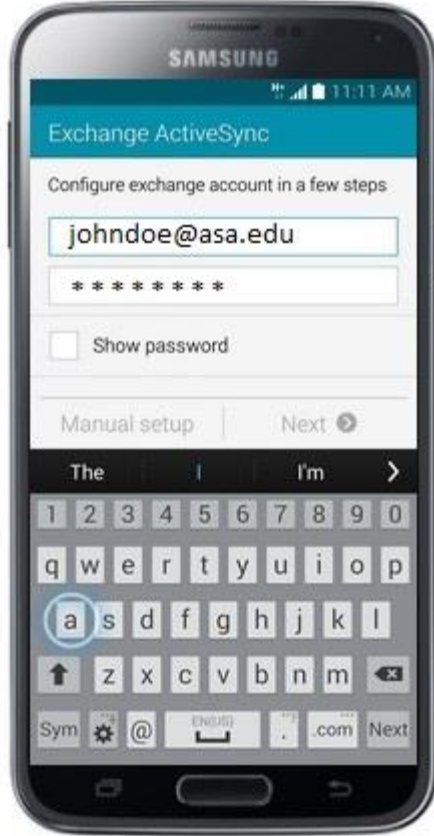 SAMSUNG
11:11 AM
Exchange ActiveSync
Configure exchange account in a few steps
johndoe@asa.edu
********
Show password
Manual setup Next
The I I'm
1 2 3 4 5 6 7 8 9 0
q w e r t y u i o p
a s d f g h j k l
z x c v b n m
Sym @ EN(US) . .com Next